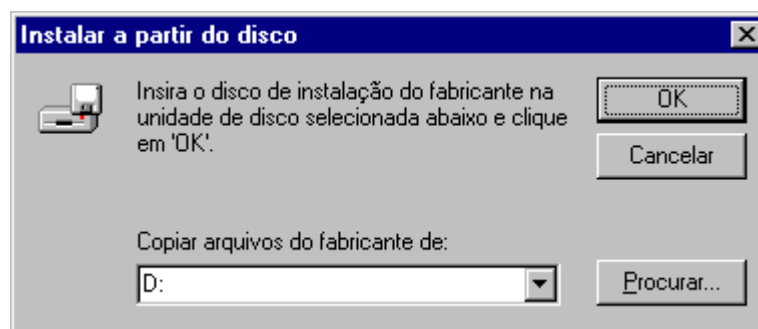 Instalar a partir do disco
Insira o disco de instalação do fabricante na
unidade de disco selecionada abaixo e clique
em 'OK'.
OK
Cancelar
Copiar arquivos do fabricante de:
D:
Procurar...